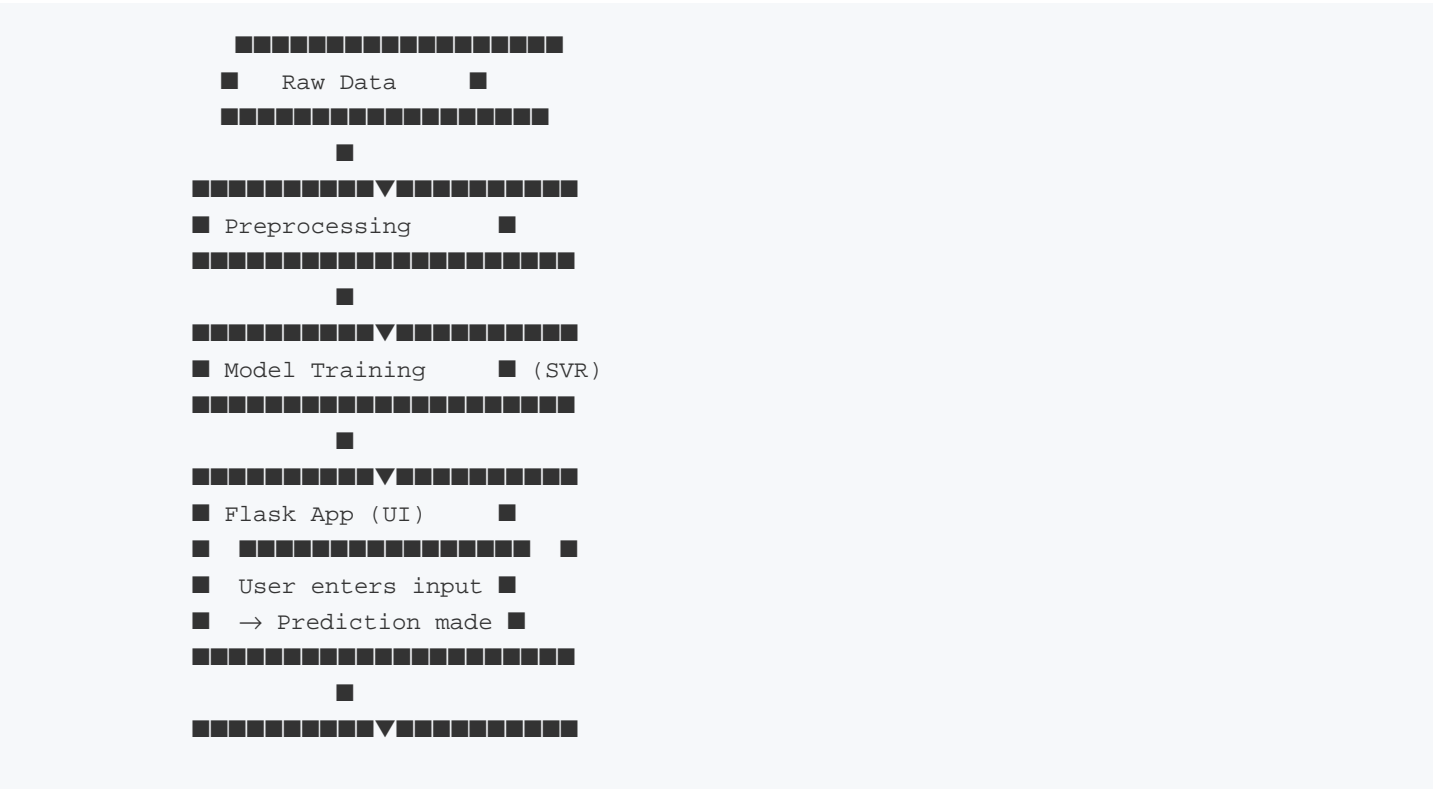 ■■■■■■■■■■■■■■■■■■
■ Raw Data ■
■■■■■■■■■■■■■■■■■■
■
■■■■■■■■■■▼■■■■■■■■■■
■ Preprocessing ■
■■■■■■■■■■■■■■■■■■■■■
■
■■■■■■■■■■▼■■■■■■■■■■
■ Model Training ■ (SVR)
■■■■■■■■■■■■■■■■■■■■■
■
■■■■■■■■■■▼■■■■■■■■■■
■ Flask App (UI) ■
■ ■■■■■■■■■■■■■■■■ ■
■ User enters input ■
■ → Prediction made ■
■■■■■■■■■■■■■■■■■■■■■
■
■■■■■■■■■■▼■■■■■■■■■■